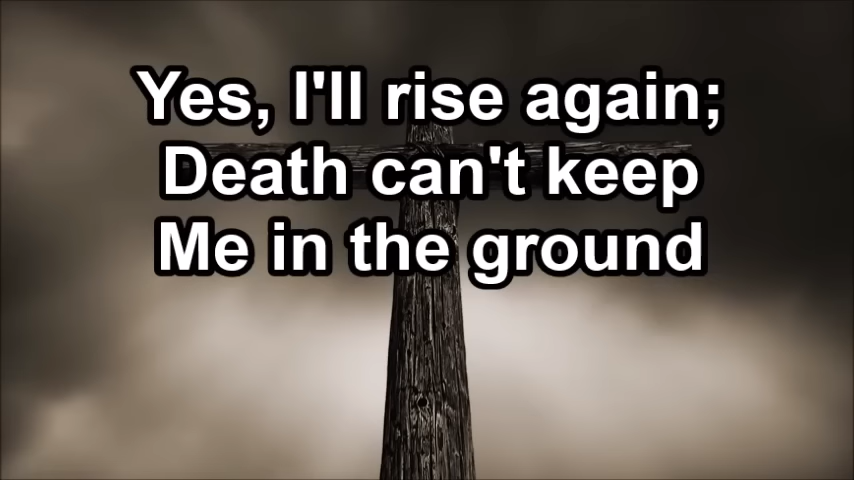 Yes, I'll rise again;
Death can't keep
Me in the ground